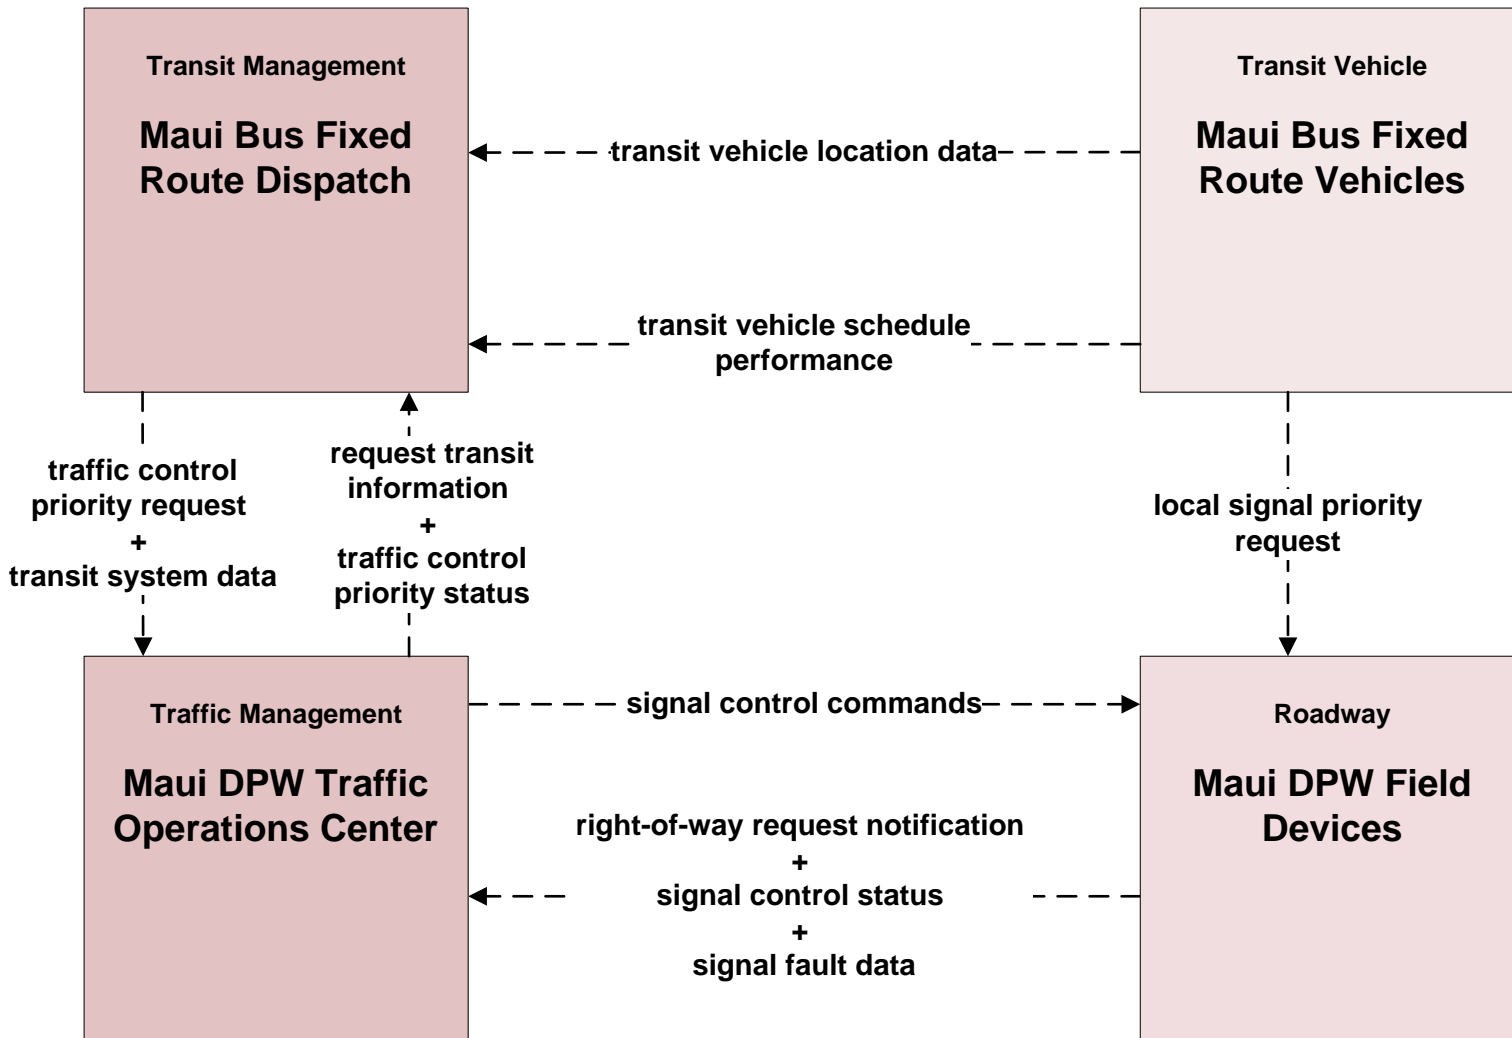 Transit Management
Maui Bus Fixed
Route Dispatch
Transit Vehicle
Maui Bus Fixed
Route Vehicles
transit vehicle location data
transit vehicle schedule
performance
traffic control
priority request
+
transit system data
request transit
information
+
traffic control
priority status
local signal priority
request
Traffic Management
Maui DPW Traffic
Operations Center
signal control commands
right-of-way request notification
+
signal control status
+
signal fault data
Roadway
Maui DPW Field
Devices